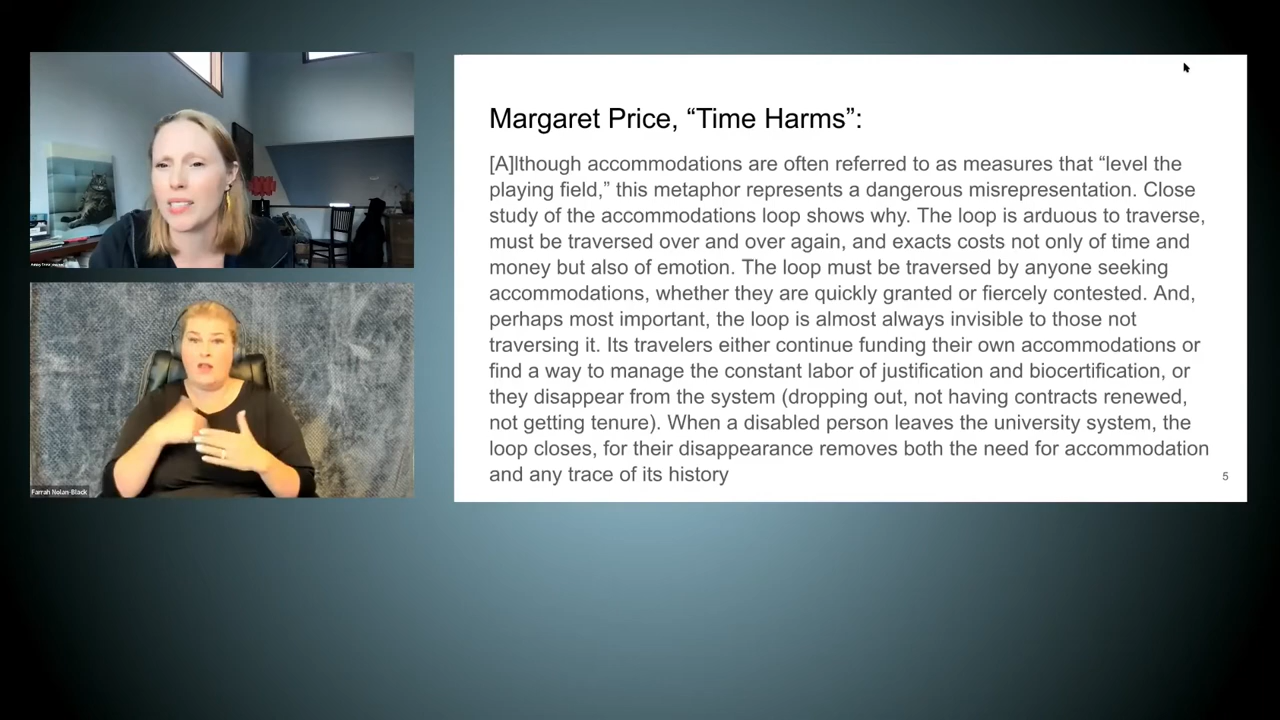 Margaret Price, “Time Harms”:
[A]lthough accommodations are often referred to as measures that “level the
playing field,” this metaphor represents a dangerous misrepresentation. Close
study of the accommodations loop shows why. The loop is arduous to traverse,
must be traversed over and over again, and exacts costs not only of time and
money but also of emotion. The loop must be traversed by anyone seeking
accommodations, whether they are quickly granted or fiercely contested. And,
perhaps most important, the loop is almost always invisible to those not
traversing it. Its travelers either continue funding their own accommodations or
find a way to manage the constant labor of justification and biocertification, or
they disappear from the system (dropping out, not having contracts renewed,
not getting tenure). When a disabled person leaves the university system, the
loop closes, for their disappearance removes both the need for accommodation
and any trace of its history
5
Farrah Nolan-Black